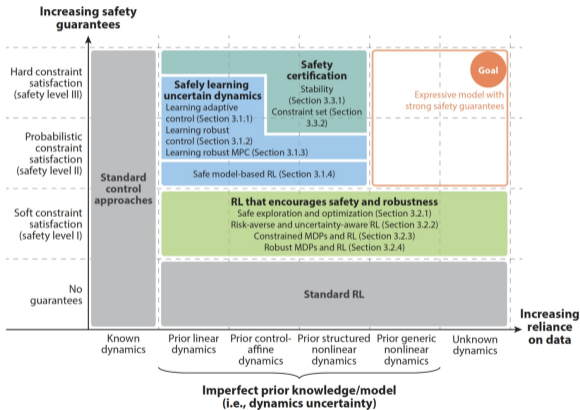 Increasing safety
guarantees
Hard constraint
satisfaction
(safety level III)
Probabilistic
constraint
satisfaction
(safety level II)
Soft constraint
satisfaction
(safety level I)
No
guarantees
Standard
control
approaches
Safely learning
uncertain dynamics
Learning adaptive
control (Section 3.1.1)
Learning robust
control (Section 3.1.2)
Learning robust MPC (Section 3.1.3)
Safe model-based RL (Section 3.1.4)
Safety
certification
Stability
(Section 3.3.1)
Constraint set (Section
3.3.2)
Goal
Expressive model with
strong safety guarantees
RL that encourages safety and robustness
Safe exploration and optimization (Section 3.2.1)
Risk-averse and uncertainty-aware RL (Section 3.2.2)
Constrained MDPs and RL (Section 3.2.3)
Robust MDPs and RL (Section 3.2.4)
Standard RL
Increasing
reliance
on data
Known
dynamics
Prior linear
dynamics
Prior control-
affine
dynamics
Prior structured
nonlinear
dynamics
Prior generic
nonlinear
dynamics
Unknown
dynamics
Imperfect prior knowledge/model
(i.e., dynamics uncertainty)